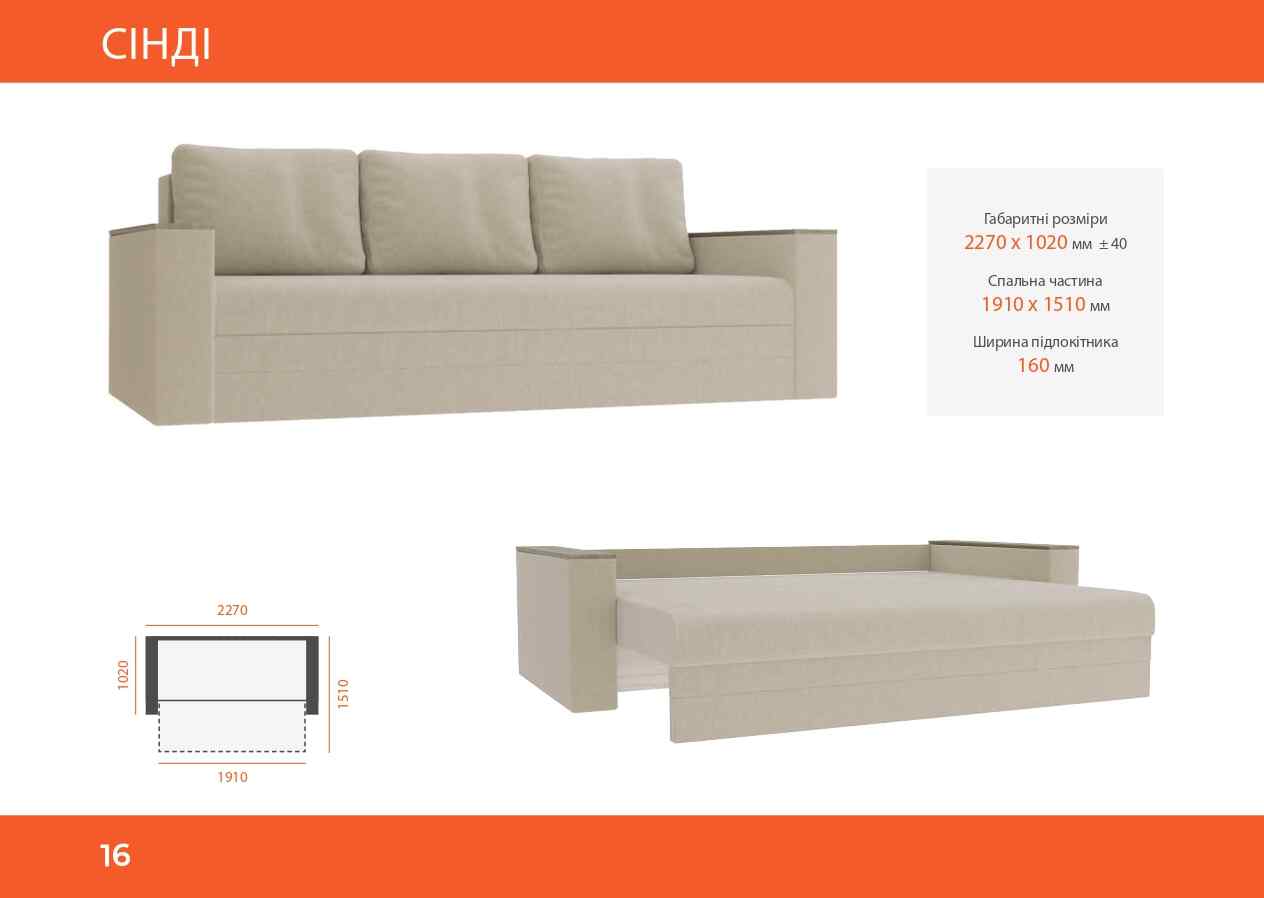 СІНДІ
Габаритні розміри
2270 х 1020 мм ± 40
Спальна частина
1910 х 1510 мм
Ширина підлокітника
160 мм
2270
1020
1510
1910
16